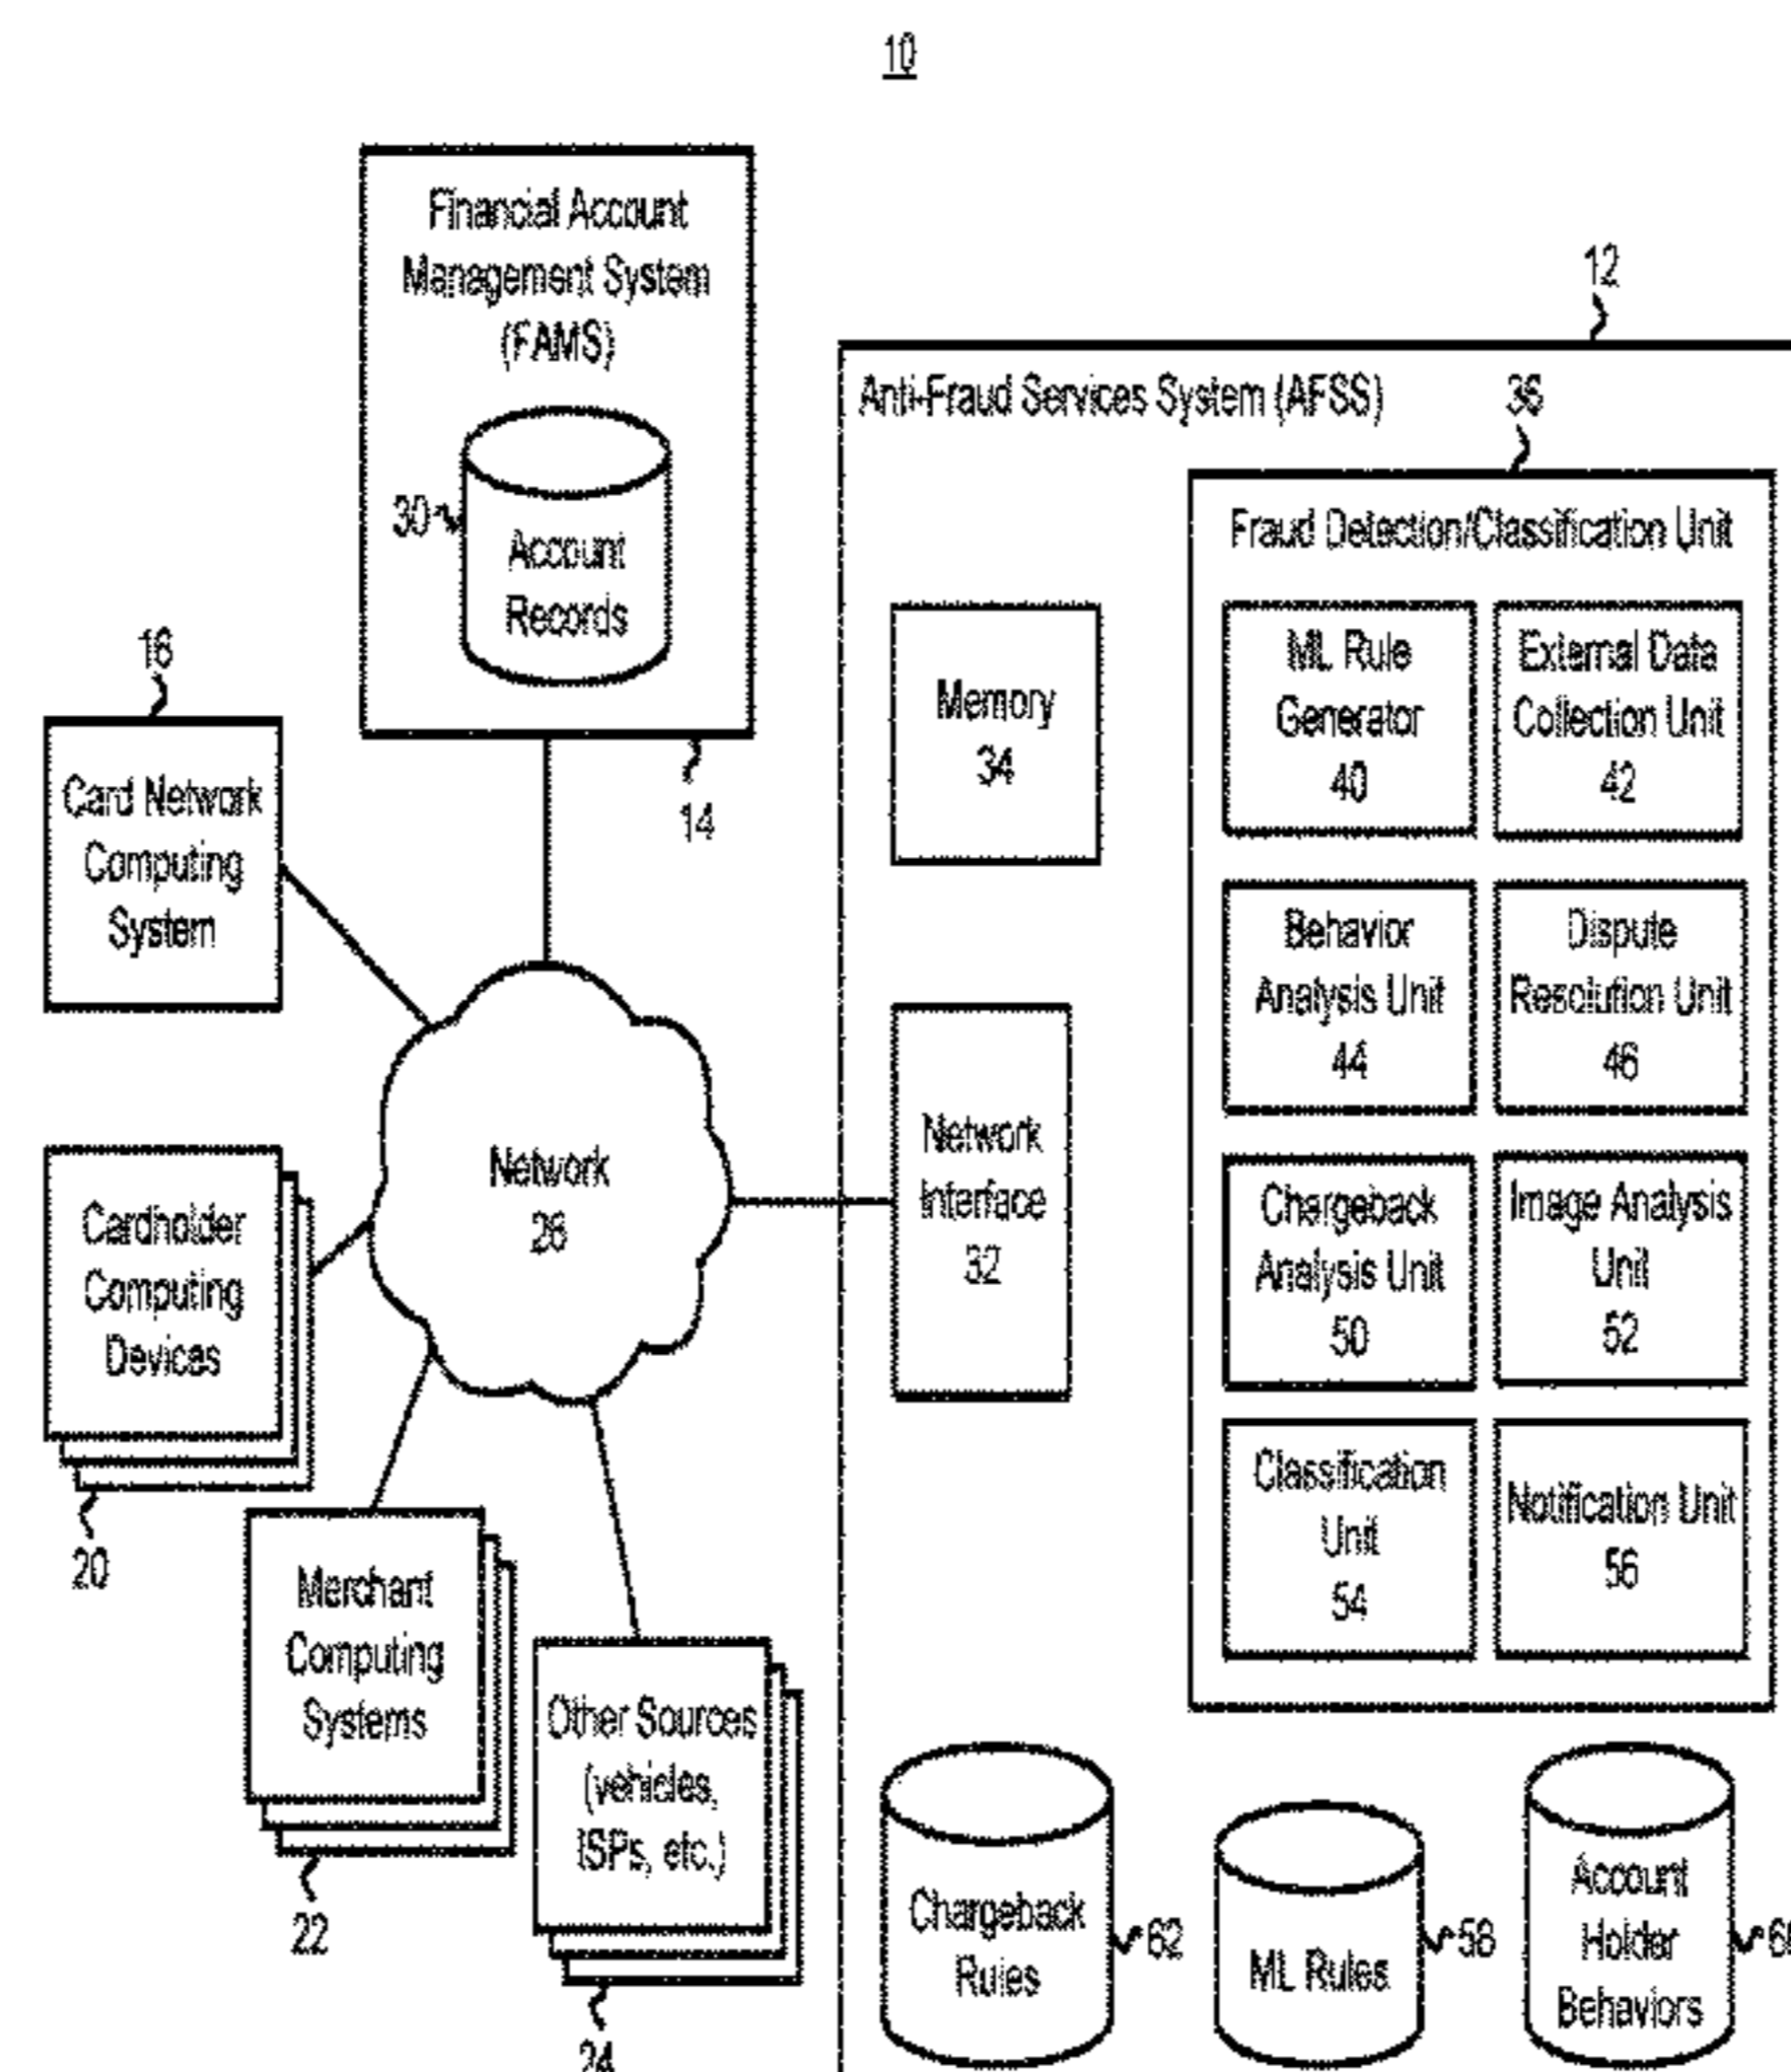 10
Financial Account
Management System
(FAMS)
30
Account
Records
14
16
Card Network
Computing
System
Cardholder
Computing
Devices
20
Merchant
Computing
Systems
22
Other Sources
(vehicles,
ISPs, etc.)
24
Network
26
12
Anti-Fraud Services System (AFSS)
36
Memory
34
Network
Interface
32
Fraud Detection/Classification Unit
ML Rule
Generator
40
External Data
Collection Unit
42
Behavior
Analysis Unit
44
Dispute
Resolution Unit
46
Chargeback
Analysis Unit
50
Image Analysis
Unit
52
Classification
Unit
54
Notification Unit
56
Chargeback
Rules
62
ML Rules
58
Account
Holder
Behaviors